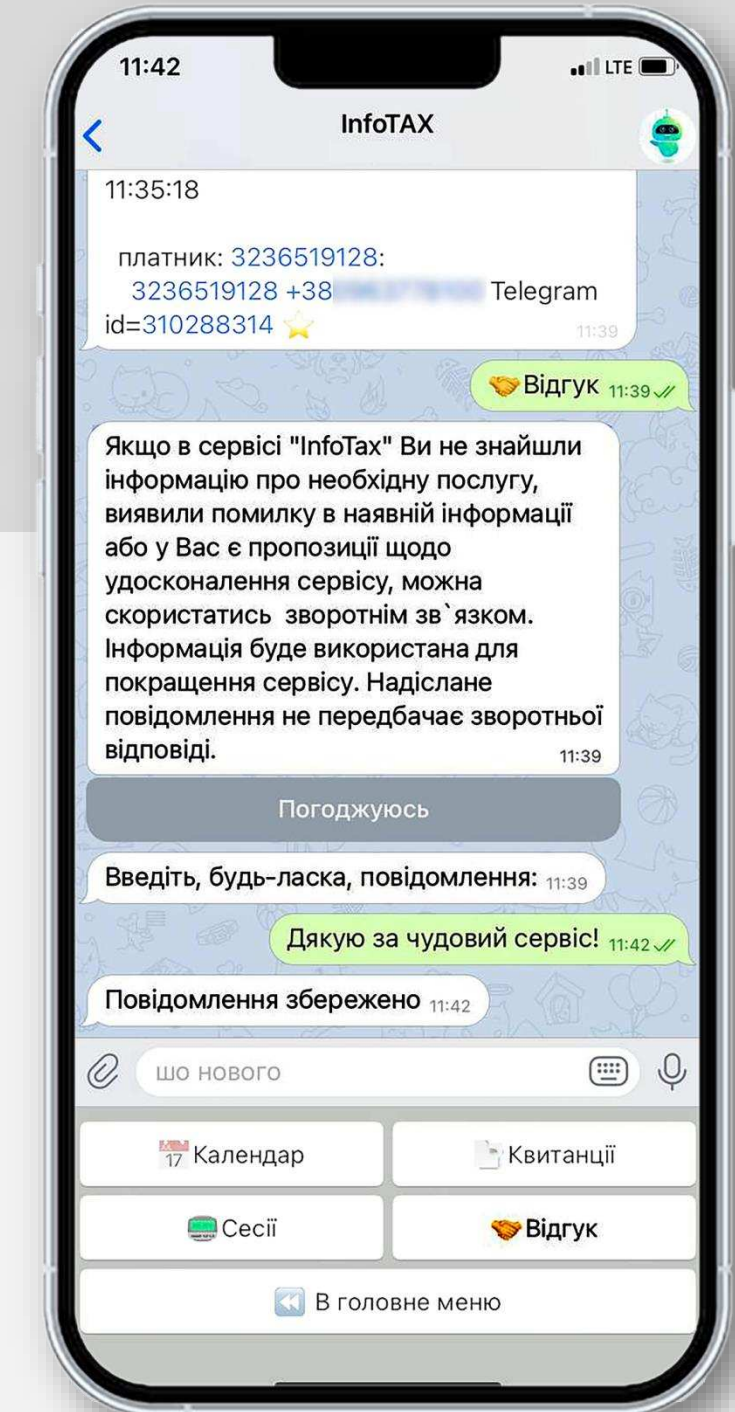 11:42
LTE
InfoTAX
11:35:18
платник: 3236519128:
3236519128 +38 Telegram
id=310288314 ⭐
11:39
🤝Відгук 11:39
Якщо в сервісі "InfoTax" Ви не знайшли
інформацію про необхідну послугу,
виявили помилку в наявній інформації
або у Вас є пропозиції щодо
удосконалення сервісу, можна
скористатись зворотнім зв`язком.
Інформація буде використана для
покращення сервісу. Надіслане
повідомлення не передбачає зворотньої
відповіді.
11:39
Погоджуюсь
Введіть, будь-ласка, повідомлення: 11:39
Дякую за чудовий сервіс! 11:42
Повідомлення збережено 11:42
шо нового
17 Календар
Квитанції
Сесії
🤝Відгук
В головне меню